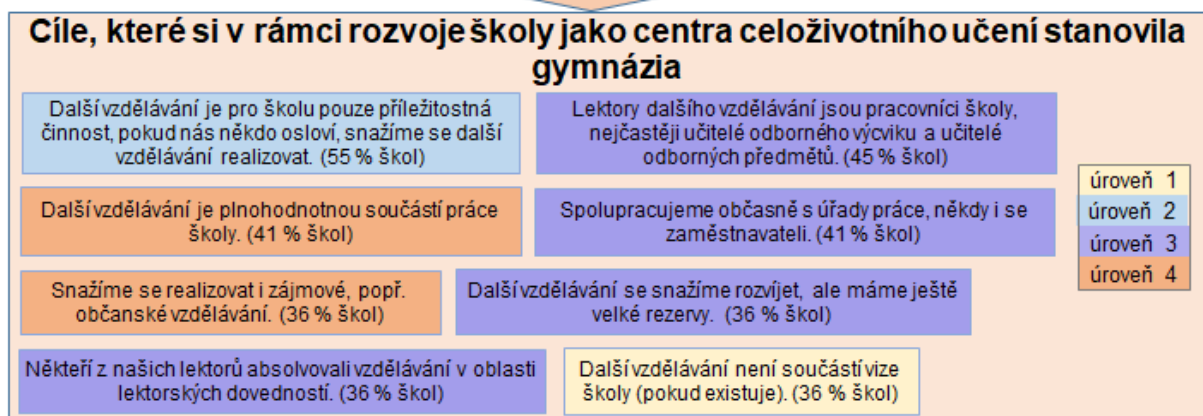 Cíle, které si v rámci rozvoje školy jako centra celoživotního učení stanovila
gymnázia
Další vzdělávání je pro školu pouze příležitostná
činnost, pokud nás někdo osloví, snažíme se další
vzdělávání realizovat. (55 % škol)
Lektory dalšího vzdělávání jsou pracovníci školy,
nejčastěji učitelé odborného výcviku a učitelé
odborných předmětů. (45 % škol)
Další vzdělávání je plnohodnotnou součástí práce
školy. (41 % škol)
Spolupracujeme občasně s úřady práce, někdy i se
zaměstnavateli. (41 % škol)
Snažíme se realizovat i zájmové, popř.
občanské vzdělávání. (36 % škol)
Další vzdělávání se snažíme rozvíjet, ale máme ještě
velké rezervy. (36 % škol)
Někteří z našich lektorů absolvovali vzdělávání v oblasti
lektorských dovedností. (36 % škol)
Další vzdělávání není součástí vize
školy (pokud existuje). (36 % škol)
úroveň 1
úroveň 2
úroveň 3
úroveň 4